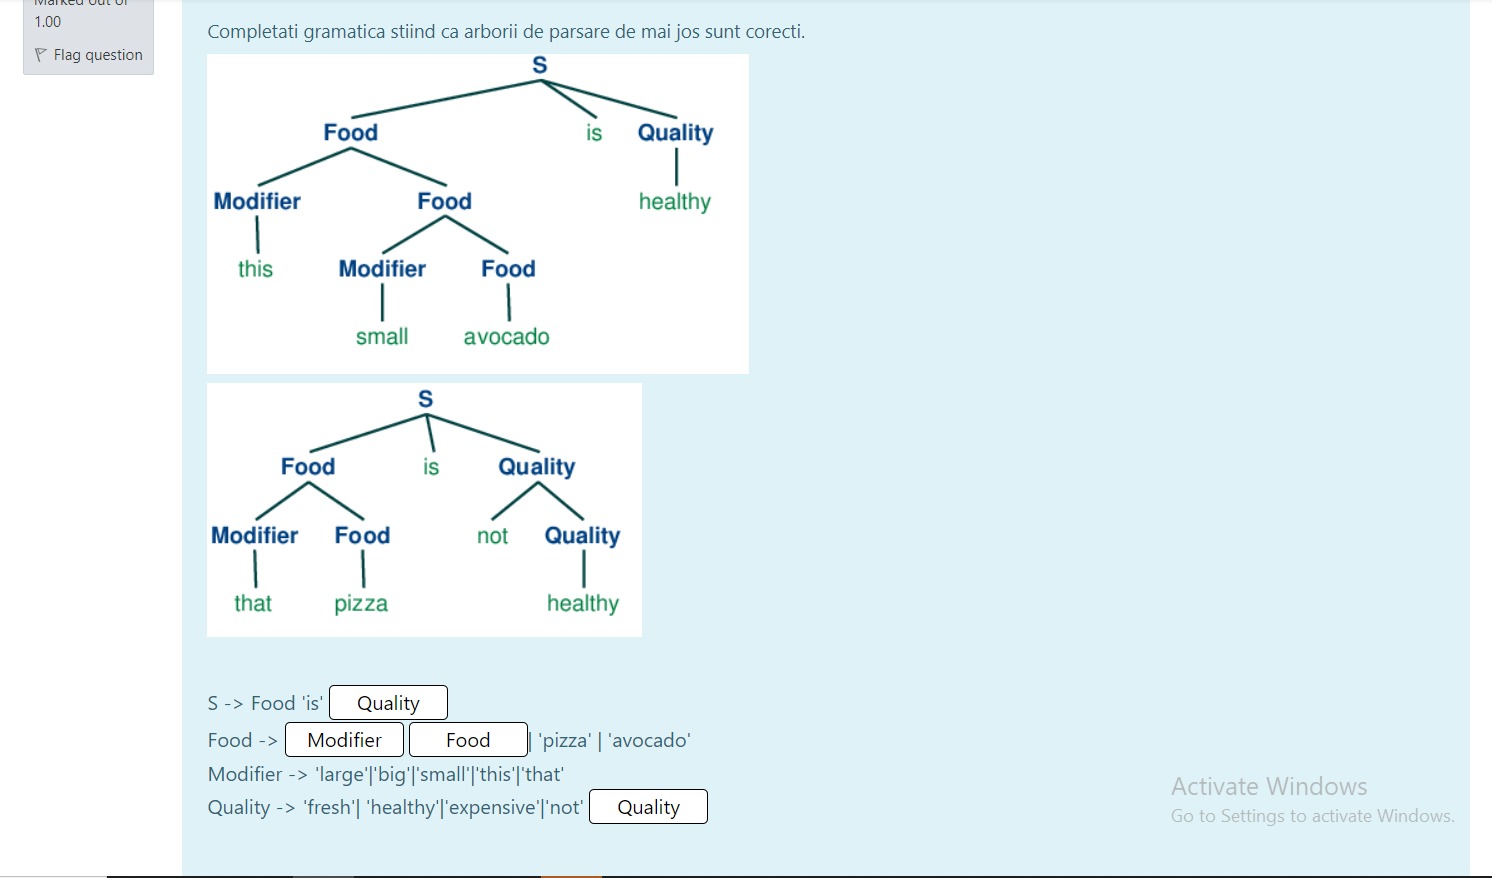 Marked out of
1.00
Flag question
Completati gramatica stiind ca arborii de parsare de mai jos sunt corecti.
S
Food is Quality
Modifier Food healthy
this Modifier Food
small avocado
S
Food is Quality
Modifier Food not Quality
that pizza healthy
S -> Food 'is' Quality
Food -> Modifier Food | 'pizza' | 'avocado'
Modifier -> 'large'|'big'|'small'|'this'|'that'
Quality -> 'fresh'| 'healthy'|'expensive'|'not' Quality
Activate Windows
Go to Settings to activate Windows.